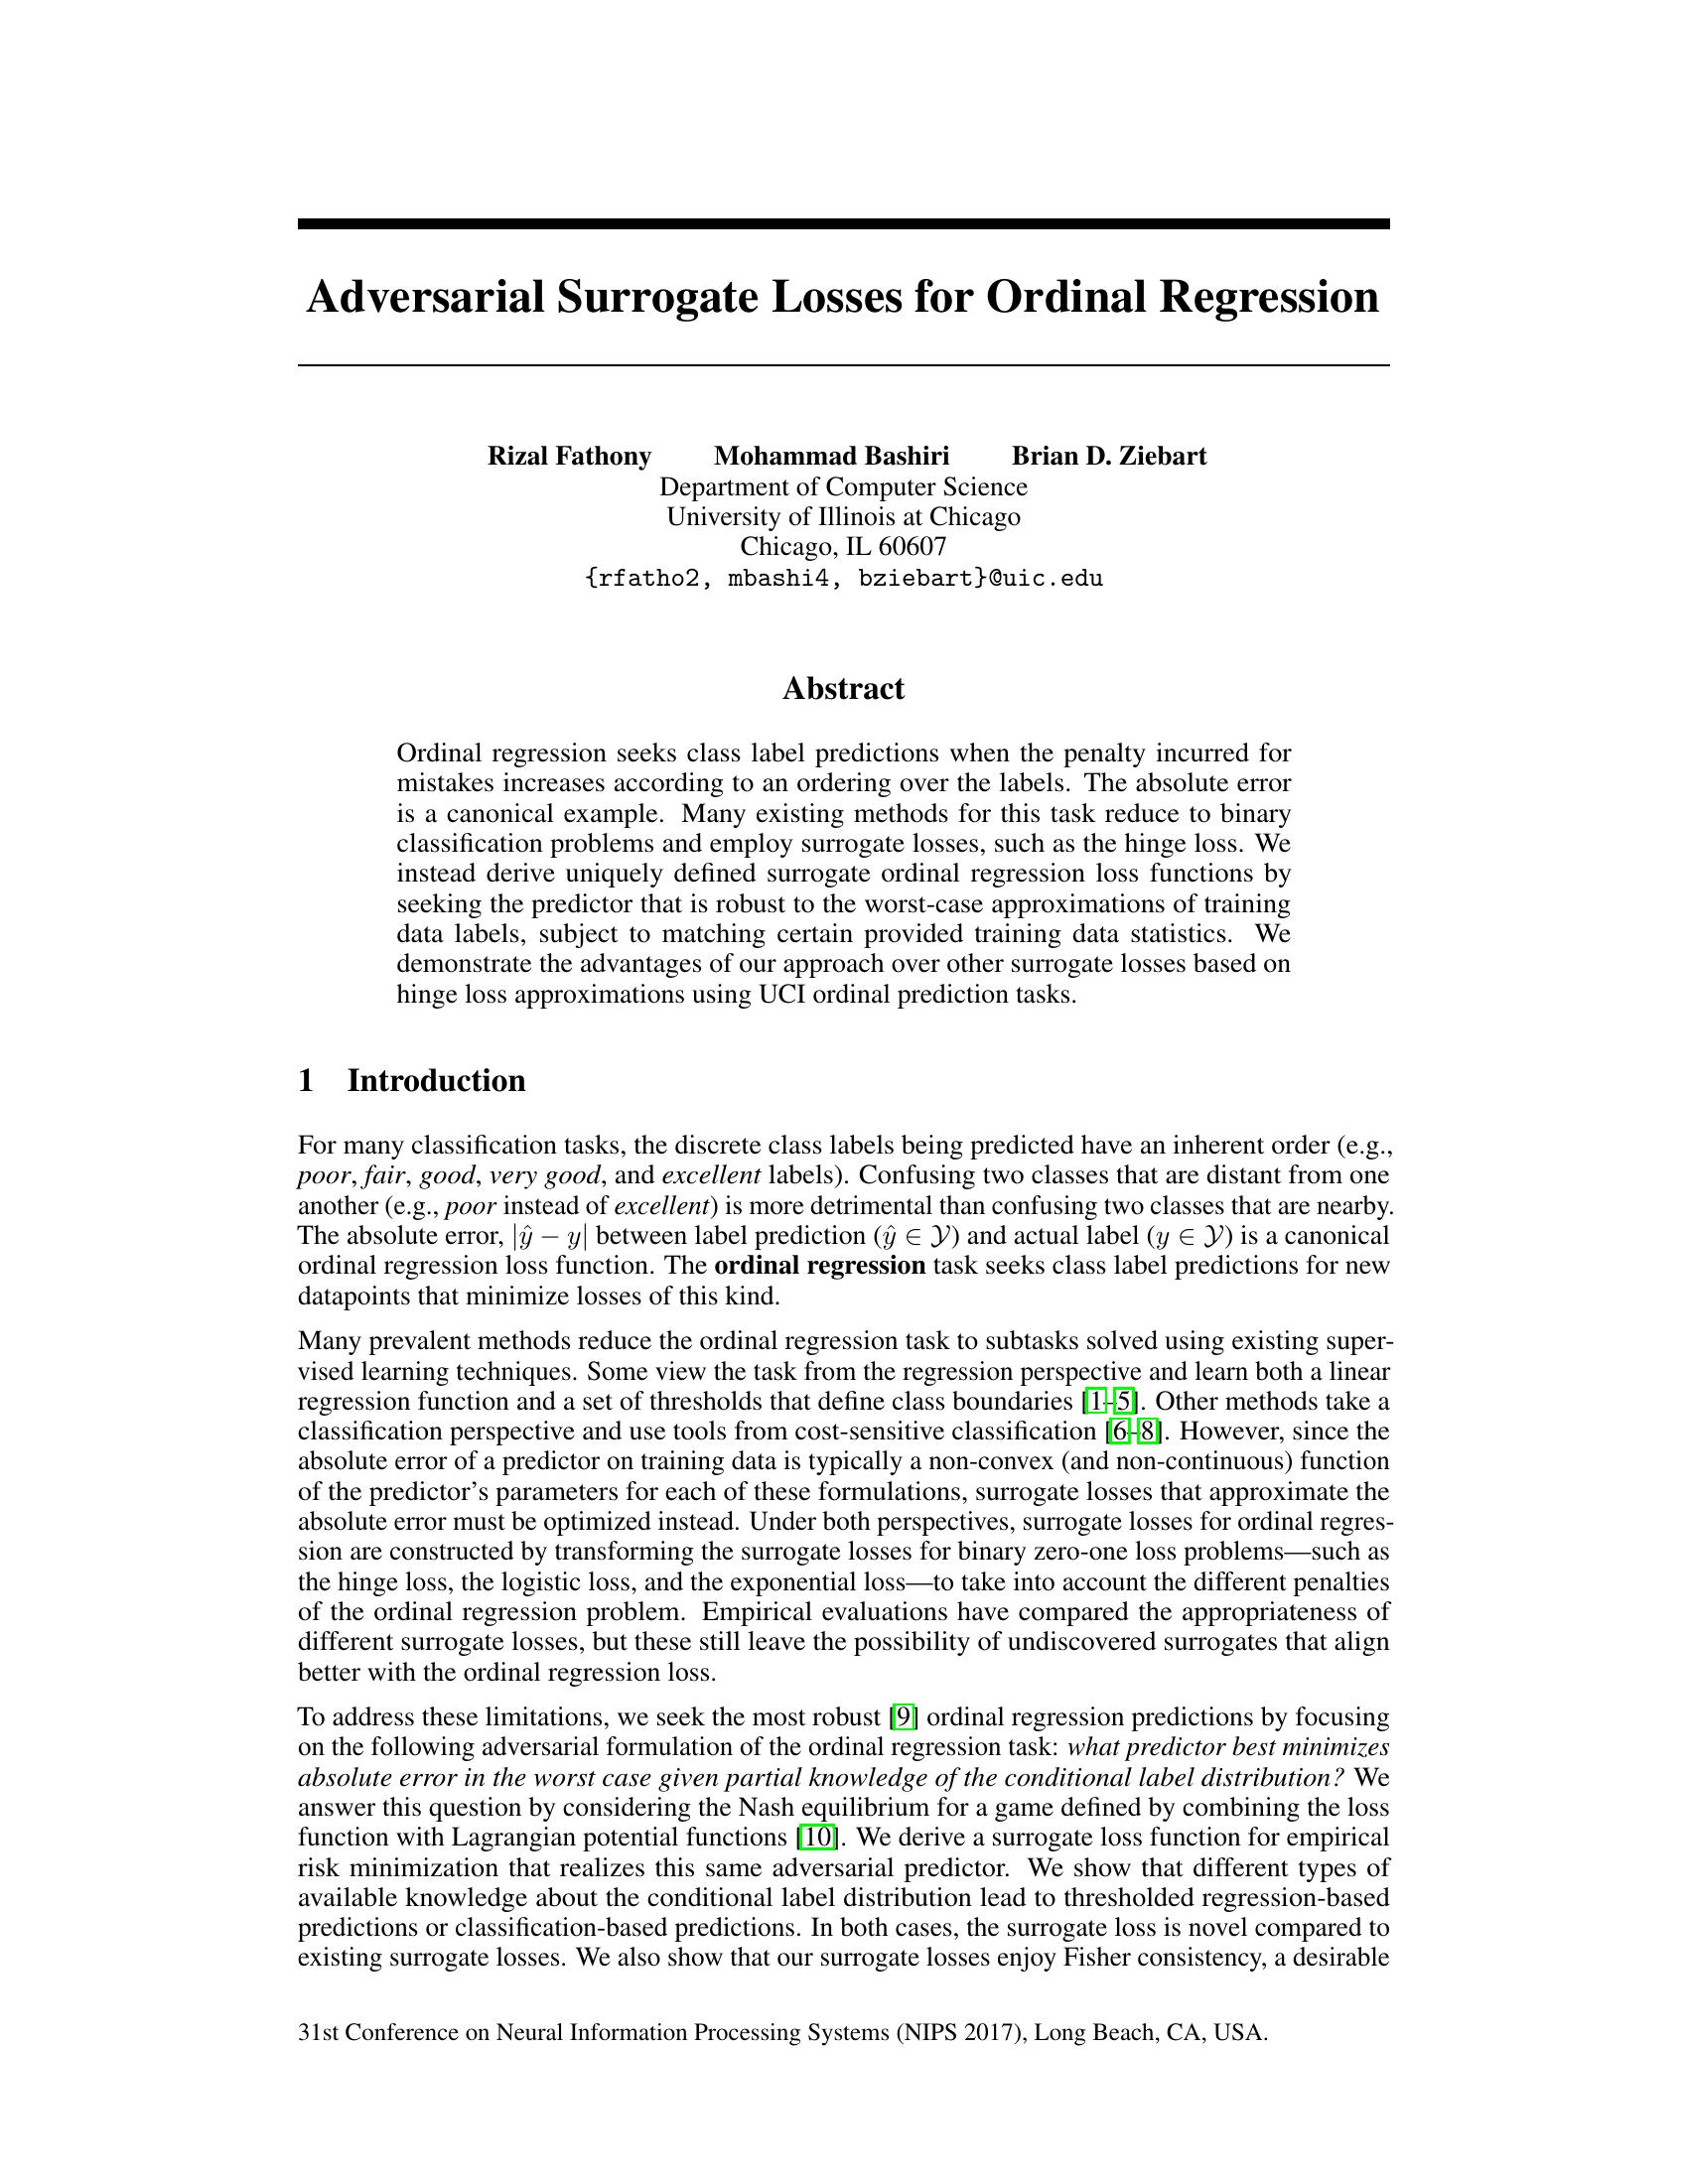 Adversarial Surrogate Losses for Ordinal Regression
Rizal Fathony Mohammad Bashiri Brian D. Ziebart
Department of Computer Science
University of Illinois at Chicago
Chicago, IL 60607
{rfatho2, mbashi4, bziebart}@uic.edu
Abstract
Ordinal regression seeks class label predictions when the penalty incurred for
mistakes increases according to an ordering over the labels. The absolute error
is a canonical example. Many existing methods for this task reduce to binary
classification problems and employ surrogate losses, such as the hinge loss. We
instead derive uniquely defined surrogate ordinal regression loss functions by
seeking the predictor that is robust to the worst-case approximations of training
data labels, subject to matching certain provided training data statistics. We
demonstrate the advantages of our approach over other surrogate losses based on
hinge loss approximations using UCI ordinal prediction tasks.
1 Introduction
For many classification tasks, the discrete class labels being predicted have an inherent order (e.g.,
poor, fair, good, very good, and excellent labels). Confusing two classes that are distant from one
another (e.g., poor instead of excellent) is more detrimental than confusing two classes that are nearby.
The absolute error, |ŷ − y| between label prediction (ŷ ∈ 𝒴) and actual label (y ∈ 𝒴) is a canonical
ordinal regression loss function. The ordinal regression task seeks class label predictions for new
datapoints that minimize losses of this kind.
Many prevalent methods reduce the ordinal regression task to subtasks solved using existing super-
vised learning techniques. Some view the task from the regression perspective and learn both a linear
regression function and a set of thresholds that define class boundaries [1–5]. Other methods take a
classification perspective and use tools from cost-sensitive classification [6–8]. However, since the
absolute error of a predictor on training data is typically a non-convex (and non-continuous) function
of the predictor's parameters for each of these formulations, surrogate losses that approximate the
absolute error must be optimized instead. Under both perspectives, surrogate losses for ordinal regres-
sion are constructed by transforming the surrogate losses for binary zero-one loss problems—such as
the hinge loss, the logistic loss, and the exponential loss—to take into account the different penalties
of the ordinal regression problem. Empirical evaluations have compared the appropriateness of
different surrogate losses, but these still leave the possibility of undiscovered surrogates that align
better with the ordinal regression loss.
To address these limitations, we seek the most robust [9] ordinal regression predictions by focusing
on the following adversarial formulation of the ordinal regression task: what predictor best minimizes
absolute error in the worst case given partial knowledge of the conditional label distribution? We
answer this question by considering the Nash equilibrium for a game defined by combining the loss
function with Lagrangian potential functions [10]. We derive a surrogate loss function for empirical
risk minimization that realizes this same adversarial predictor. We show that different types of
available knowledge about the conditional label distribution lead to thresholded regression-based
predictions or classification-based predictions. In both cases, the surrogate loss is novel compared to
existing surrogate losses. We also show that our surrogate losses enjoy Fisher consistency, a desirable
31st Conference on Neural Information Processing Systems (NIPS 2017), Long Beach, CA, USA.